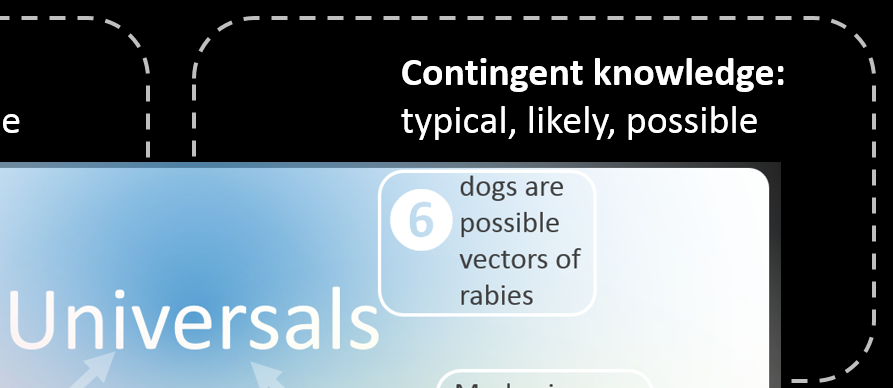 Contingent knowledge:
e
typical, likely, possible
6
dogs are
possible
vectors of
rabies
Universals